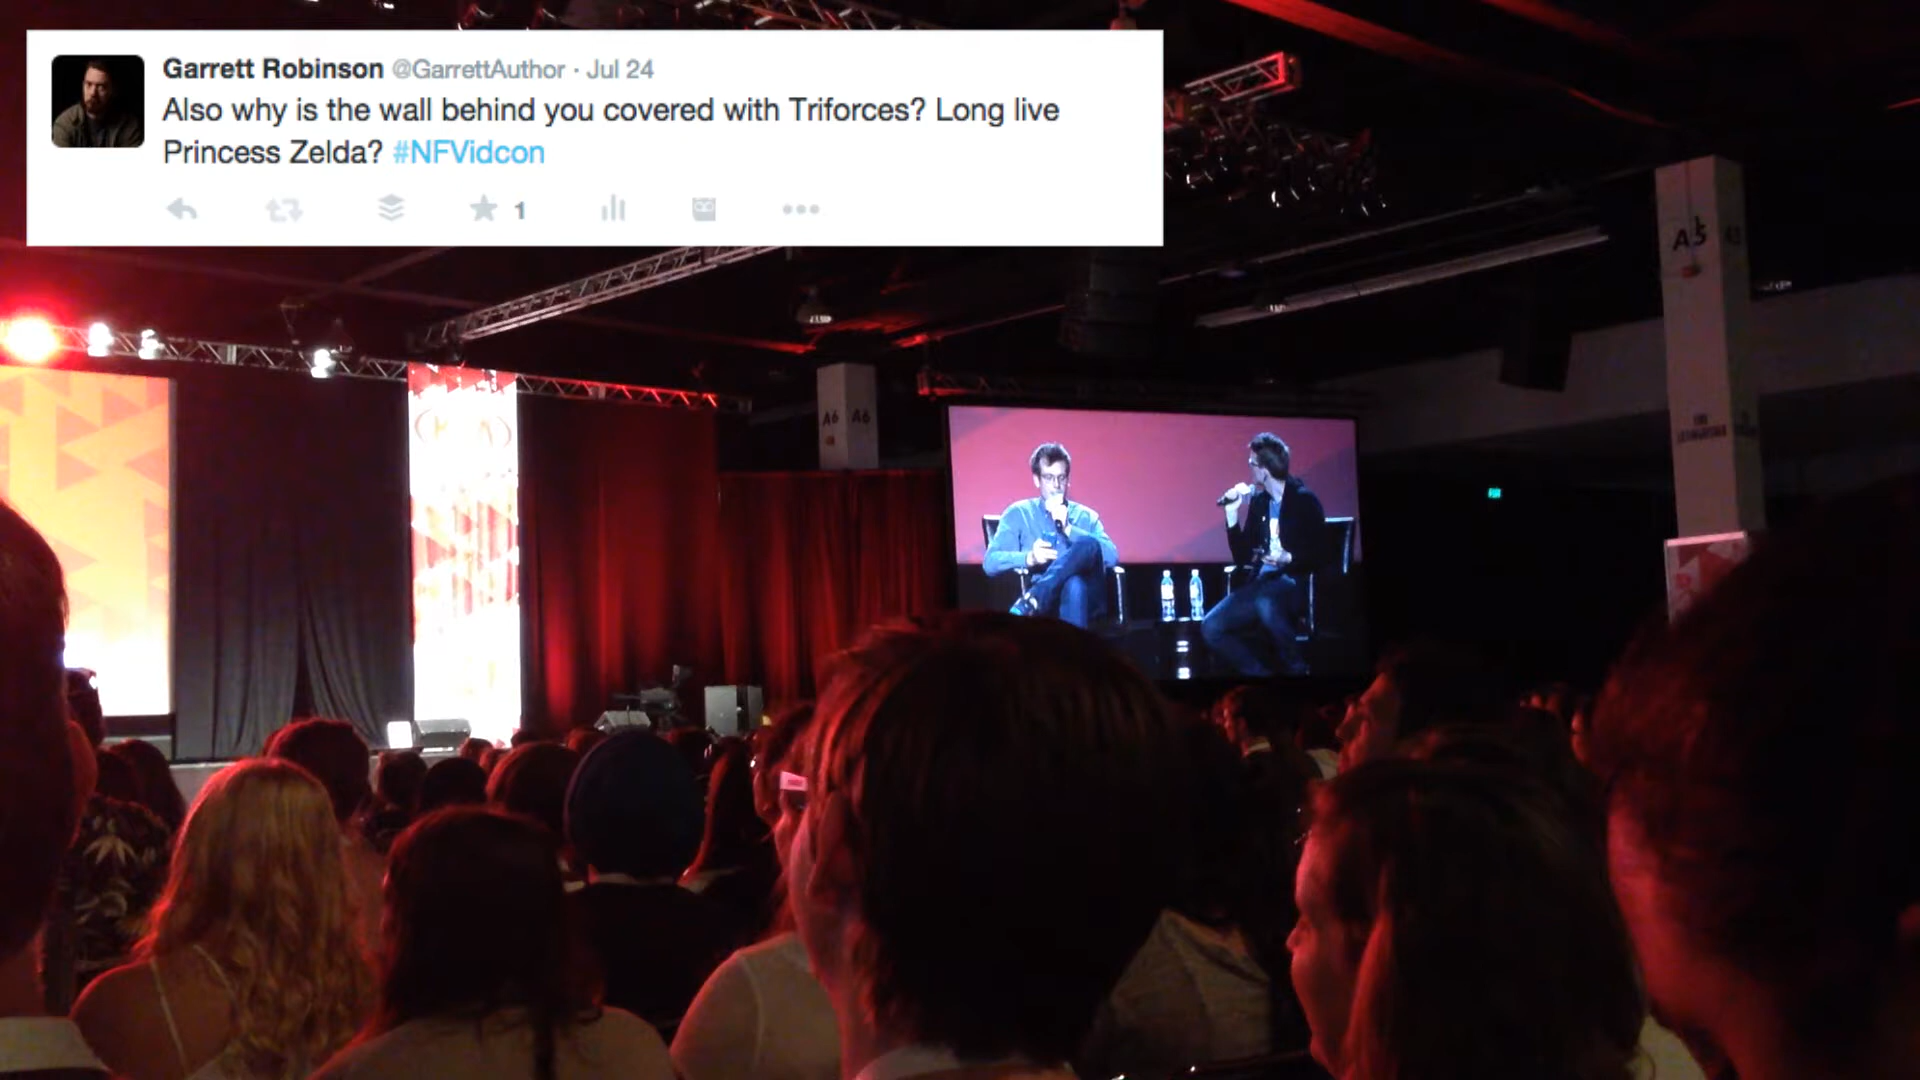 Garrett Robinson @GarrettAuthor · Jul 24
Also why is the wall behind you covered with Triforces? Long live
Princess Zelda? #NFVidcon
1
A6 A6
A5